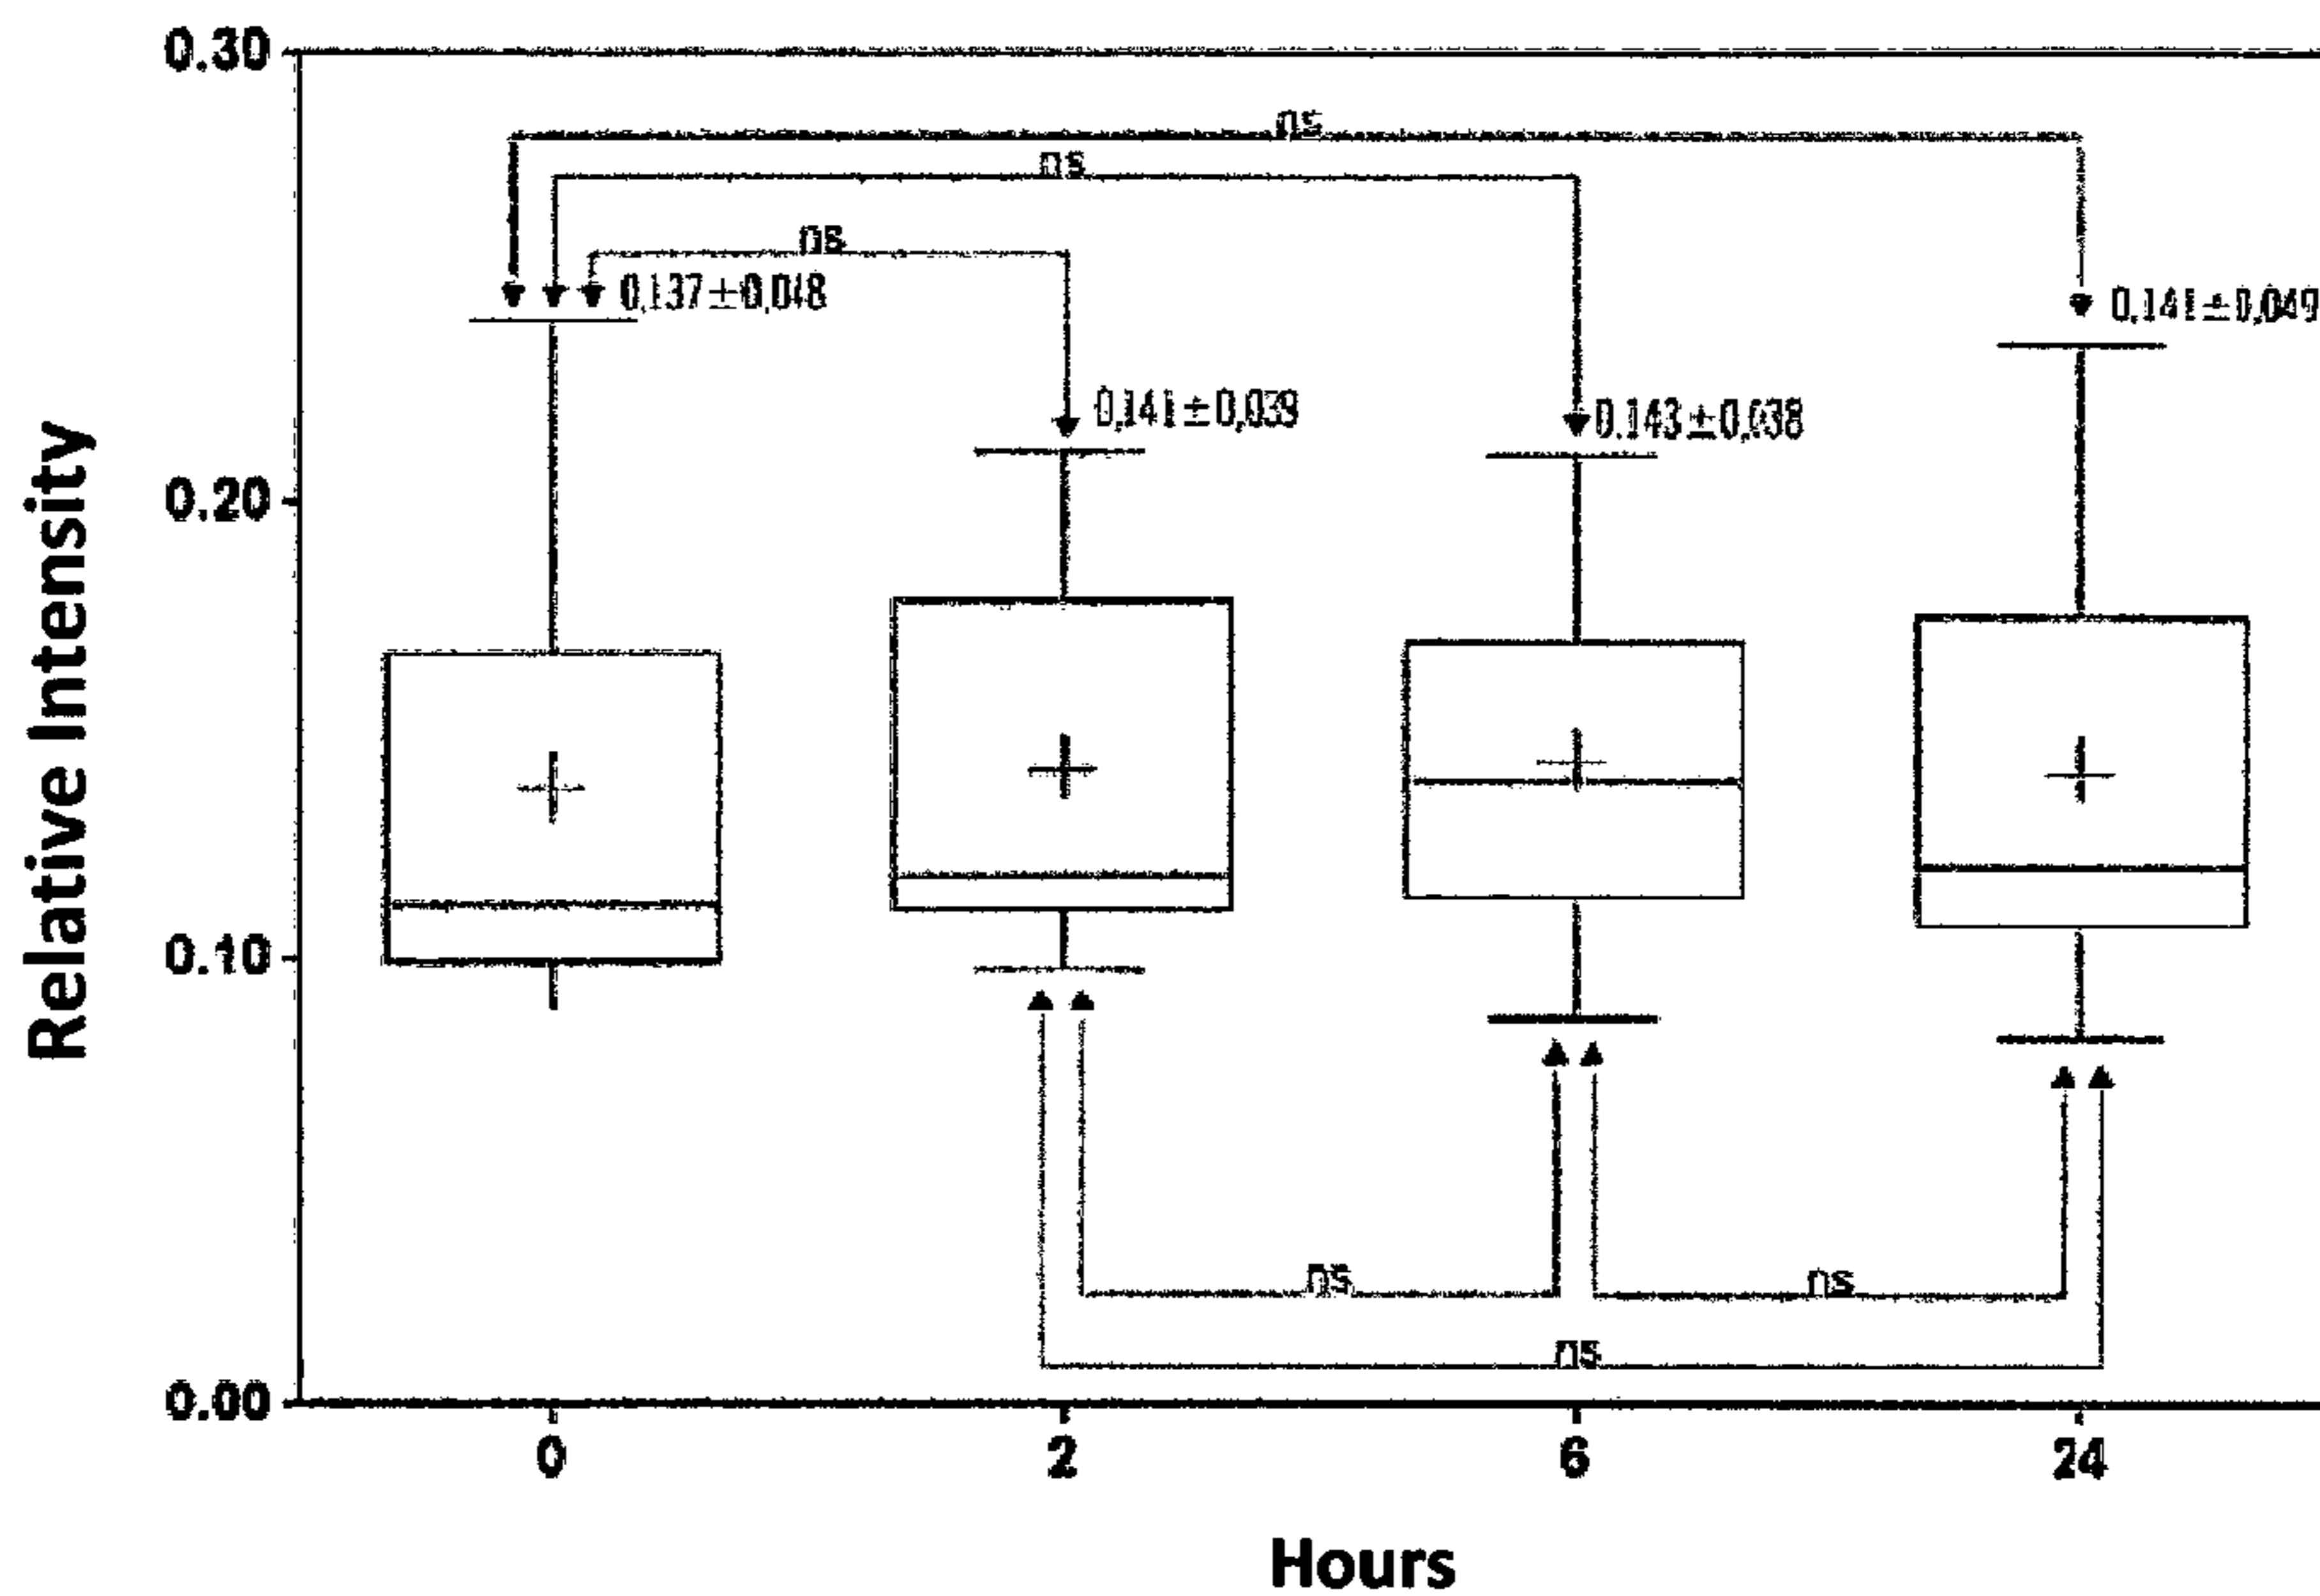 0.30
ns
ns
ns
0.137±0.048
0.141±0.049
0.141±0.039
0.143±0.038
0.20
Relative Intensity
0.10
ns
ns
ns
0.00
0
2
6
24
Hours